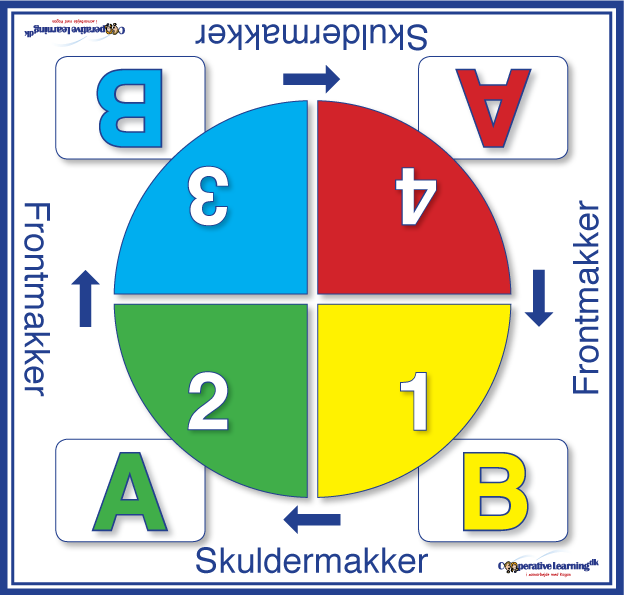 Cooperative Learning.dk
i samarbejde med Kagan
Skuldermakker
B
A
3
4
Frontmakker
Frontmakker
2
1
A
B
Skuldermakker
Cooperative Learning.dk
i samarbejde med Kagan